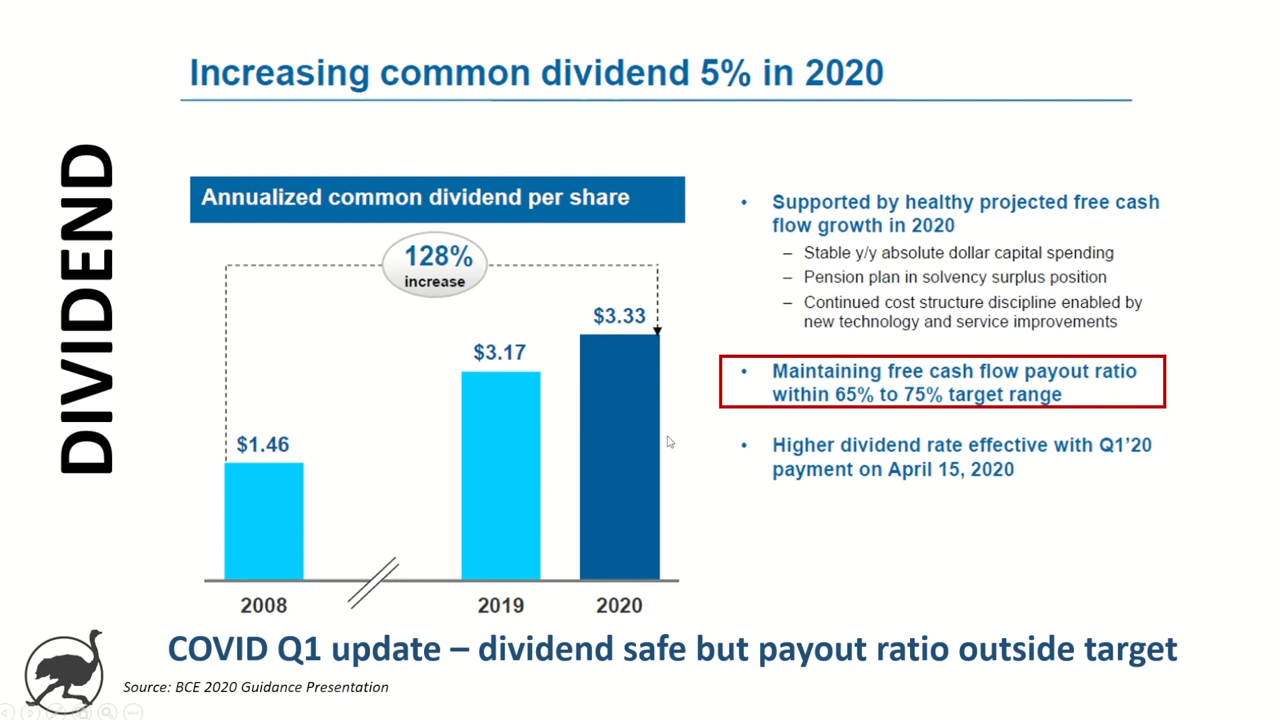 Increasing common dividend 5% in 2020
DIVIDEND
Annualized common dividend per share
128%
increase
$1.46
$3.17
$3.33
2008
2019
2020
• Supported by healthy projected free cash
flow growth in 2020
– Stable y/y absolute dollar capital spending
– Pension plan in solvency surplus position
– Continued cost structure discipline enabled by
new technology and service improvements
• Maintaining free cash flow payout ratio
within 65% to 75% target range
• Higher dividend rate effective with Q1’20
payment on April 15, 2020
COVID Q1 update – dividend safe but payout ratio outside target
Source: BCE 2020 Guidance Presentation